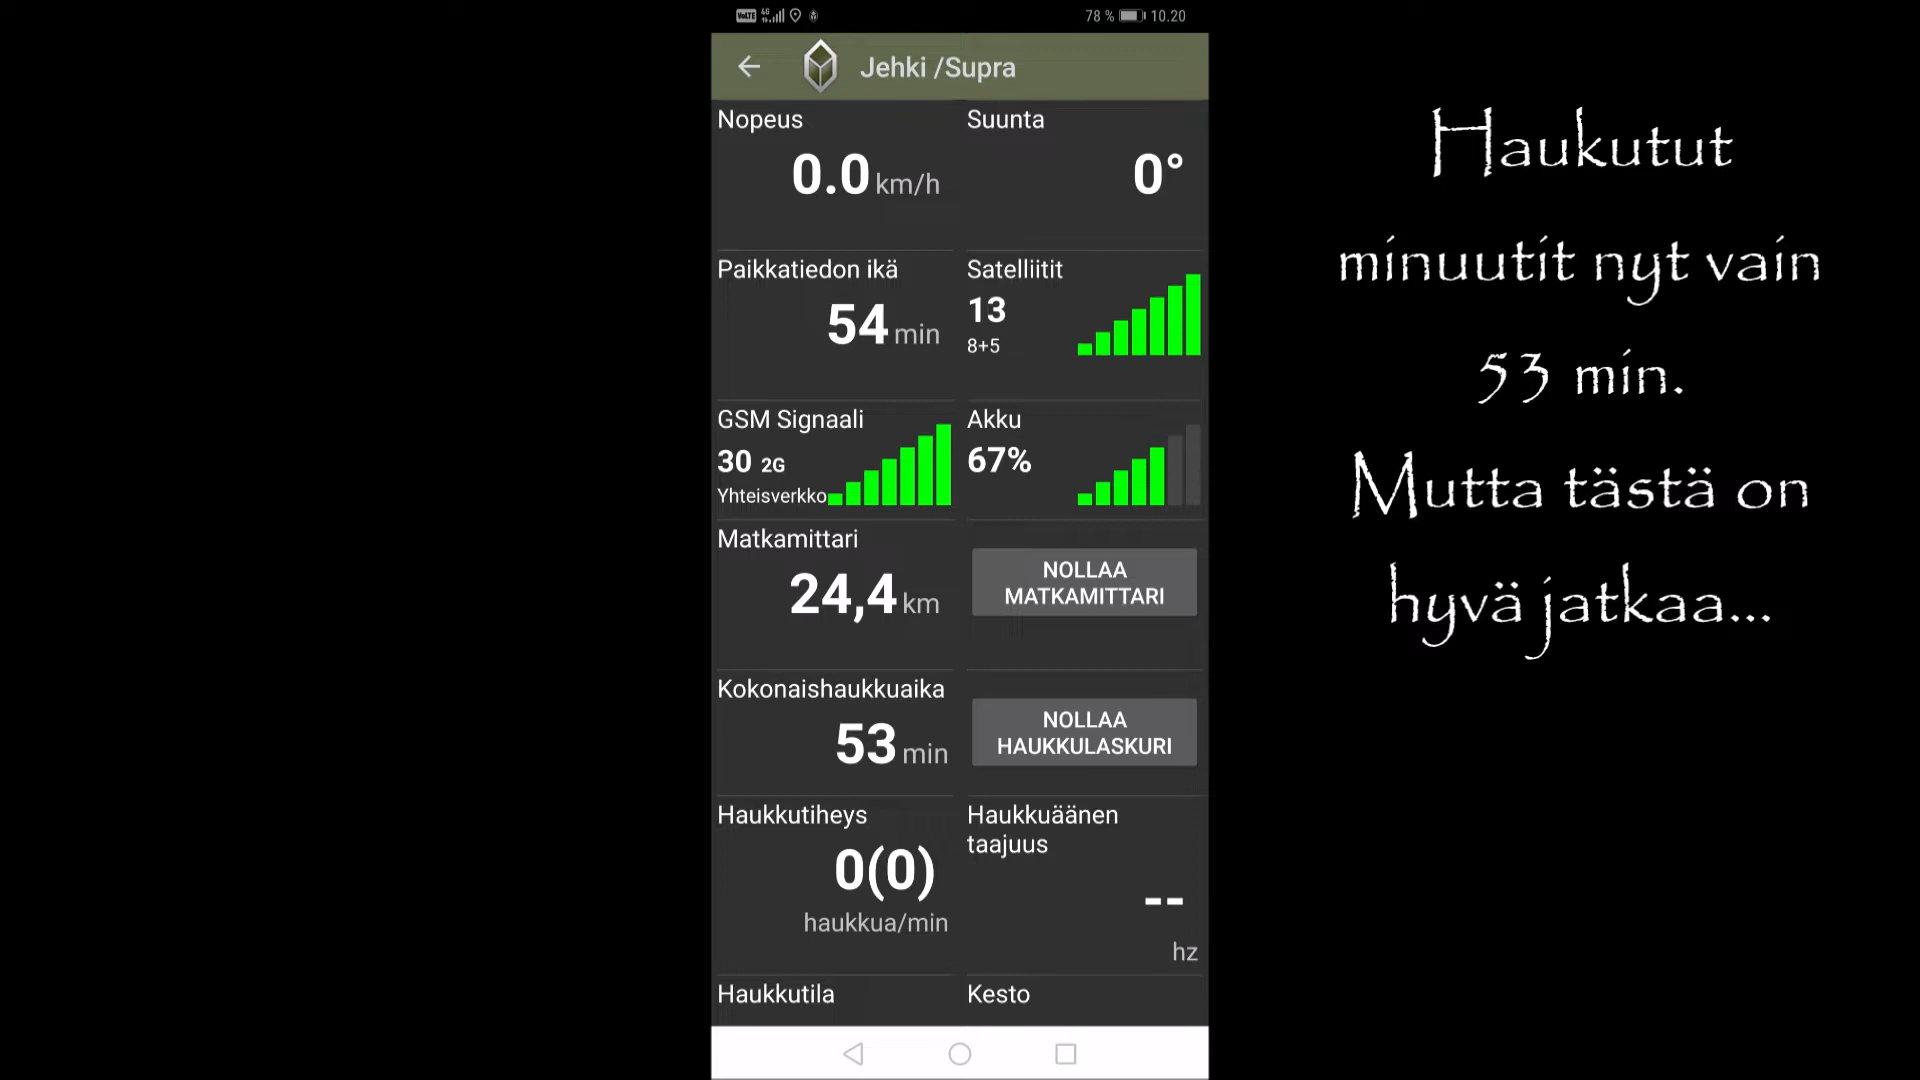 VoLTE 4G 78 % 10.20
Jehki /Supra
Nopeus
0.0 km/h
Suunta
0°
Paikkatiedon ikä
54 min
Satelliitit
13
8+5
GSM Signaali
30 2G
Yhteisverkko
Akku
67%
Matkamittari
24,4 km
NOLLAA
MATKAMITTARI
Kokonaishaukkuaika
53 min
NOLLAA
HAUKKULASKURI
Haukkutiheys
0(0)
haukkua/min
Haukkuäänen
taajuus
--
hz
Haukkutila
Kesto
Haukutut
minuutit nyt vain
53 min.
Mutta tästä on
hyvä jatkaa...